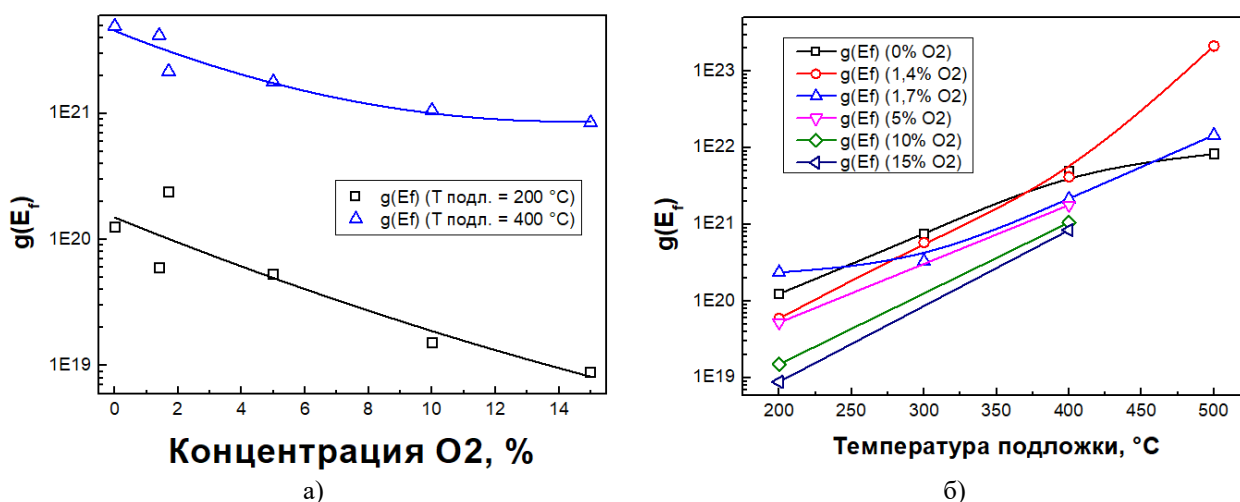 1E21
1E20
1E19
g(E_f)
g(Ef) (Т подл. = 200 °C)
g(Ef) (Т подл. = 400 °C)
0 2 4 6 8 10 12 14
Концентрация O2, %
а)
1E23
1E22
1E21
1E20
1E19
g(E_f)
g(Ef) (0% O2)
g(Ef) (1,4% O2)
g(Ef) (1,7% O2)
g(Ef) (5% O2)
g(Ef) (10% O2)
g(Ef) (15% O2)
200 250 300 350 400 450 500
Температура подложки, °C
б)